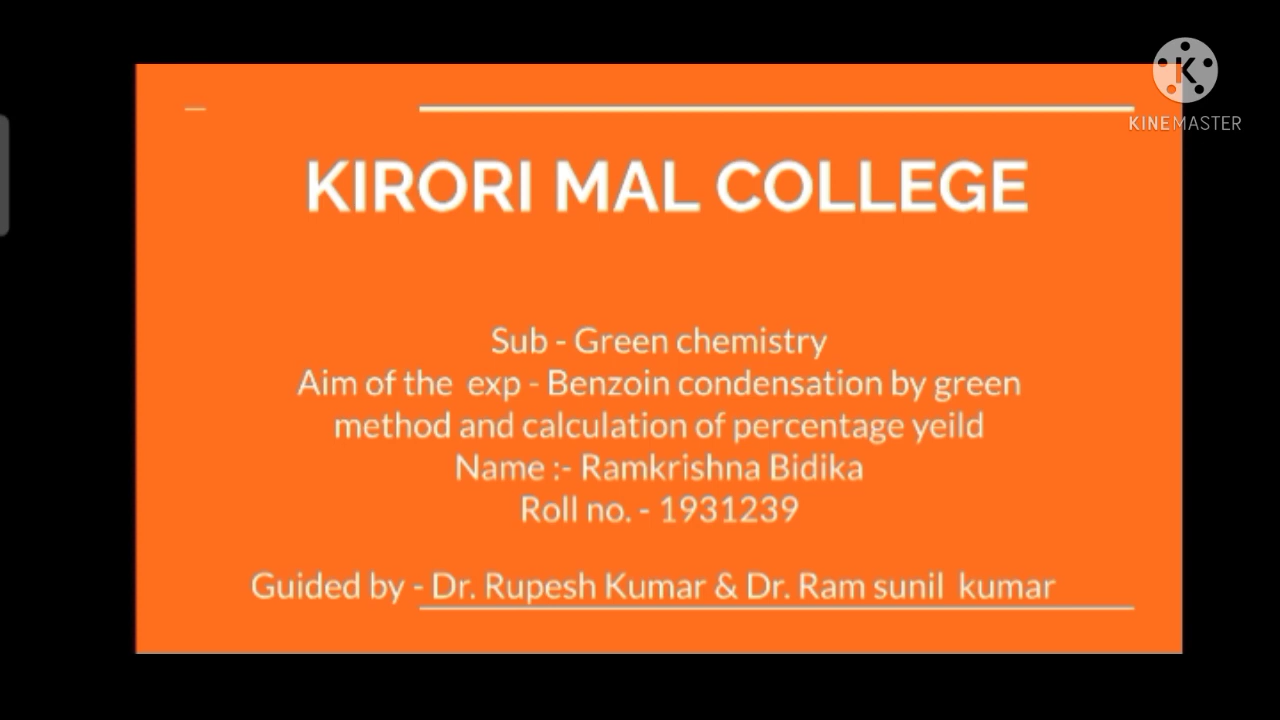 KINEMASTER
KIRORI MAL COLLEGE
Sub - Green chemistry
Aim of the exp - Benzoin condensation by green
method and calculation of percentage yeild
Name :- Ramkrishna Bidika
Roll no. - 1931239
Guided by - Dr. Rupesh Kumar & Dr. Ram sunil kumar